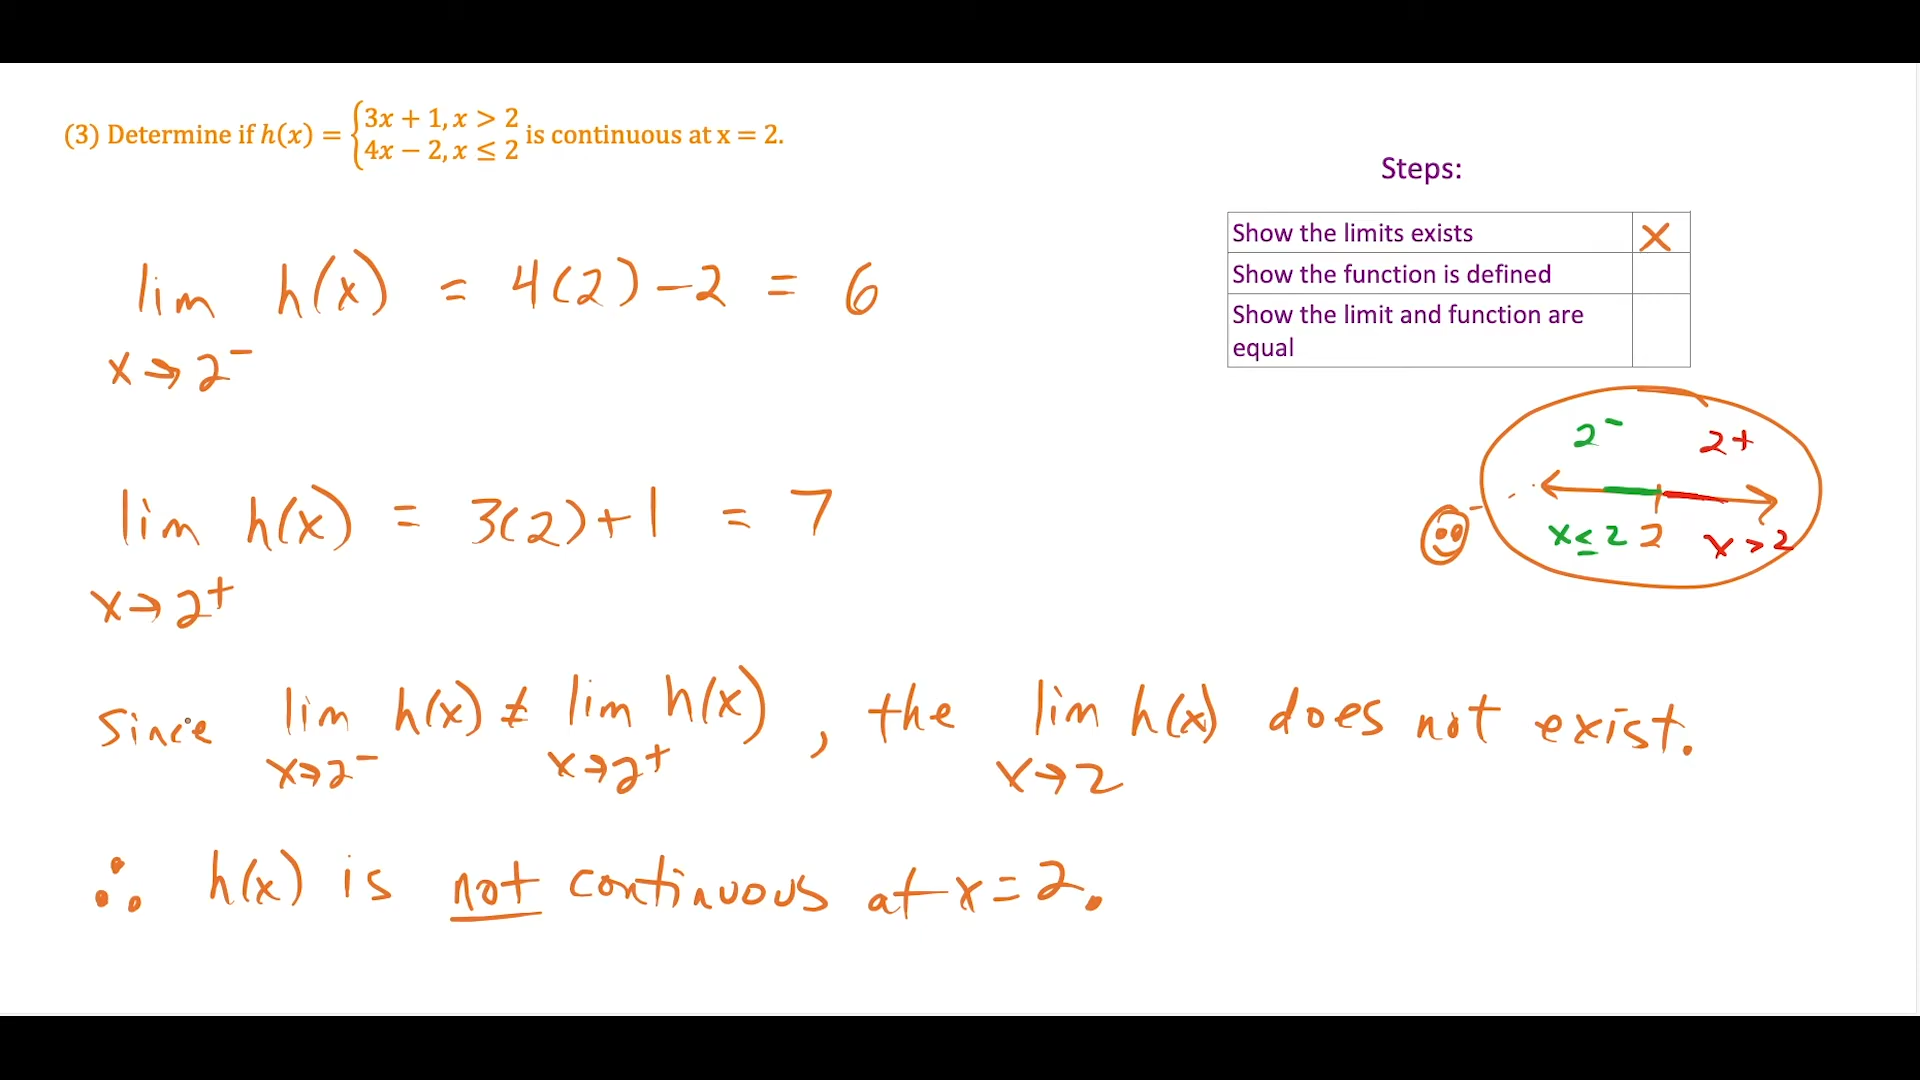 (3) Determine if h(x) = {3x + 1, x > 2
4x − 2, x ≤ 2 is continuous at x = 2.
Steps:
Show the limits exists X
Show the function is defined
Show the limit and function are
equal
lim h(x) = 4(2)-2 = 6
x→2⁻
2⁻ 2+
x≤2 2 x>2
lim h(x) = 3(2)+1 = 7
x→2⁺
Since lim h(x) ≠ lim h(x), the lim h(x) does not exist.
x→2⁻ x→2⁺ x→2
∴ h(x) is not continuous at x=2.